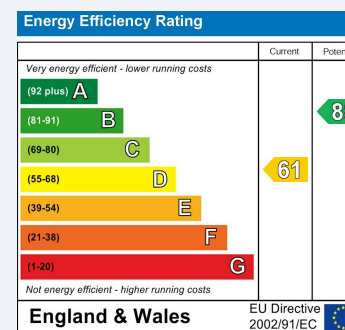 Energy Efficiency Rating
Current
Very energy efficient - lower running costs
(92 plus) A
(81-91) B
(69-80) C
(55-68) D
61
(39-54) E
(21-38) F
(1-20) G
Not energy efficient - higher running costs
England & Wales
EU Directive
2002/91/EC